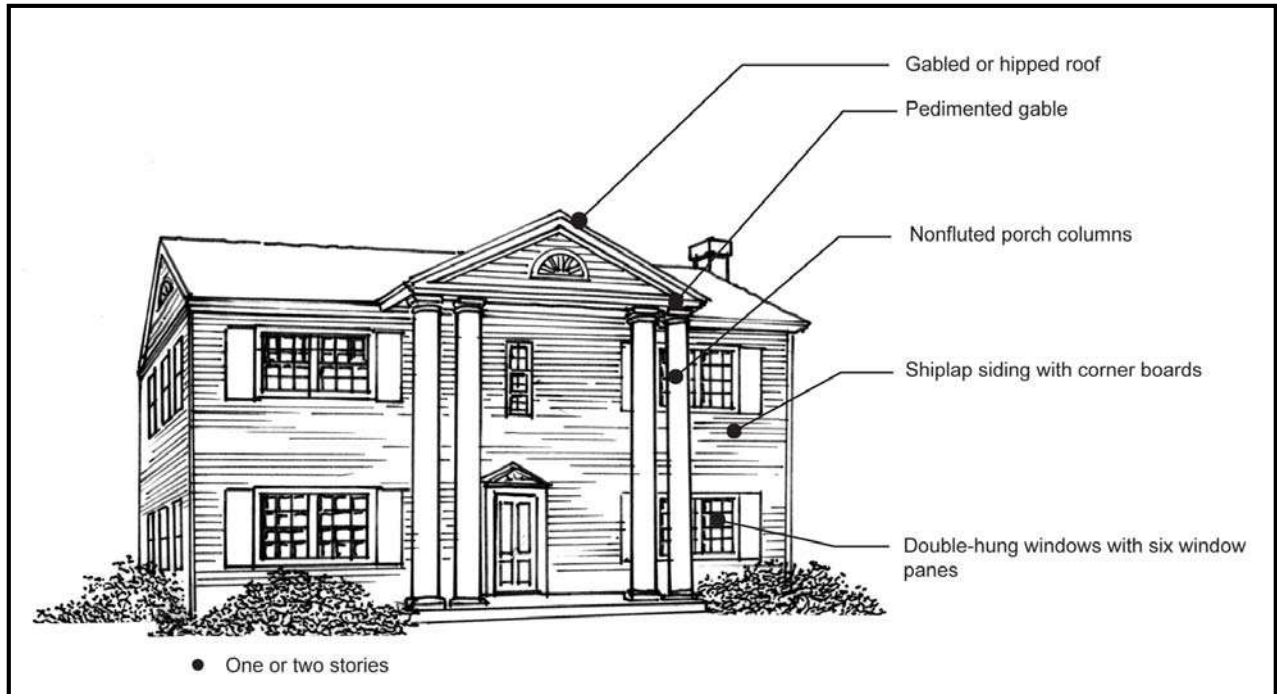 Gabled or hipped roof
Pedimented gable
Nonfluted porch columns
Shiplap siding with corner boards
Double-hung windows with six window
panes
● One or two stories